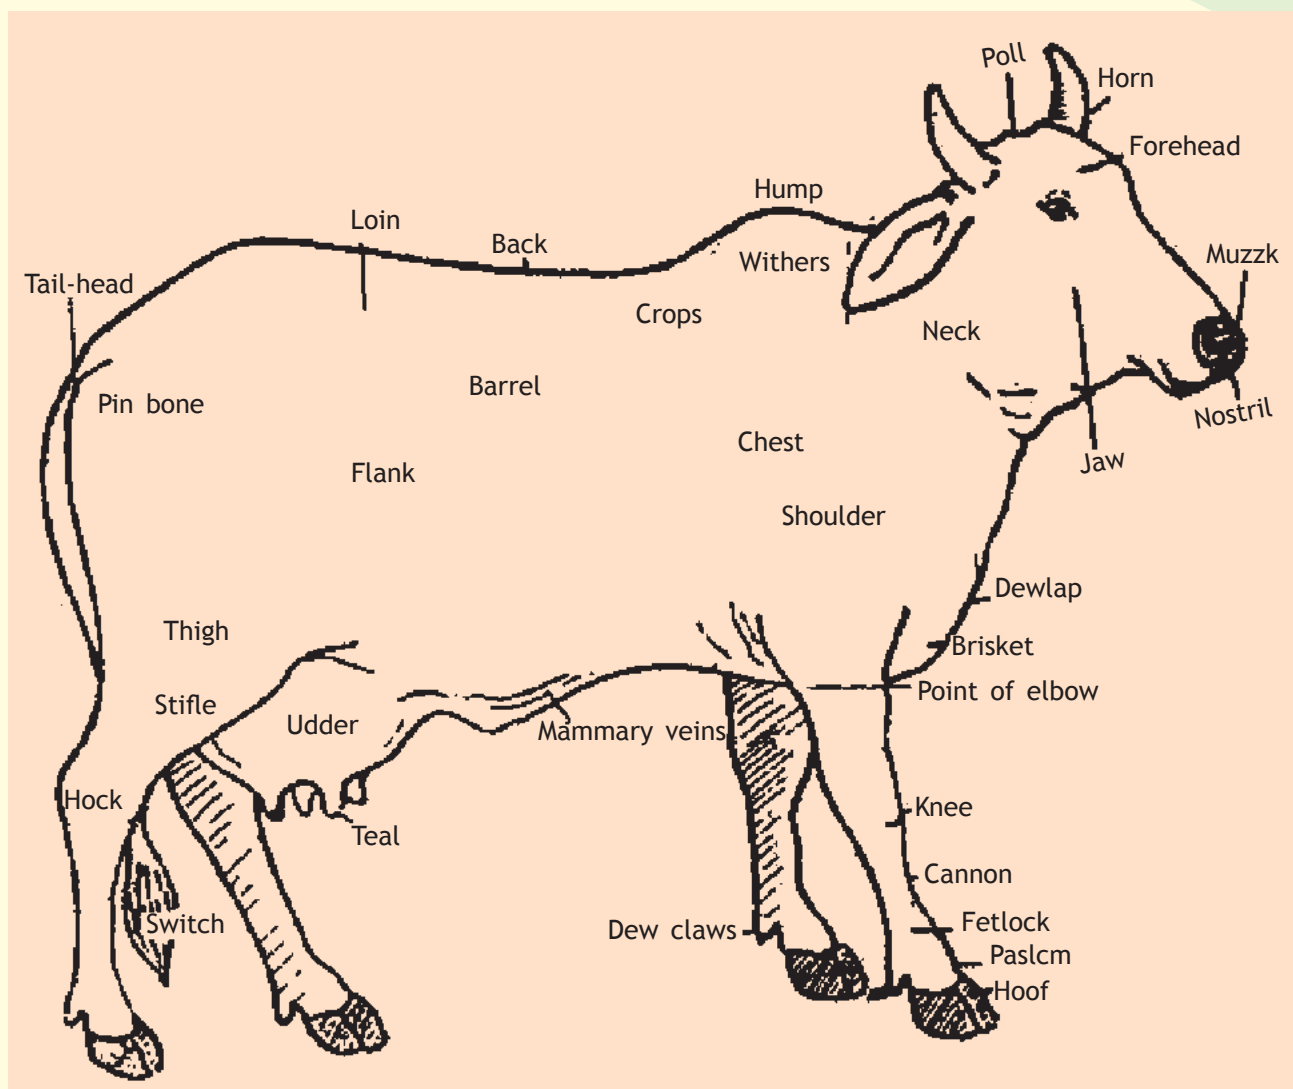 Poll
Horn
Forehead
Hump
Loin
Back
Withers
Muzzk
Tail-head
Crops
Neck
Barrel
Pin bone
Nostril
Chest
Jaw
Flank
Shoulder
Dewlap
Thigh
Brisket
Point of elbow
Stifle
Udder
Mammary veins
Hock
Knee
Teal
Cannon
Switch
Dew claws
Fetlock
Paslcm
Hoof